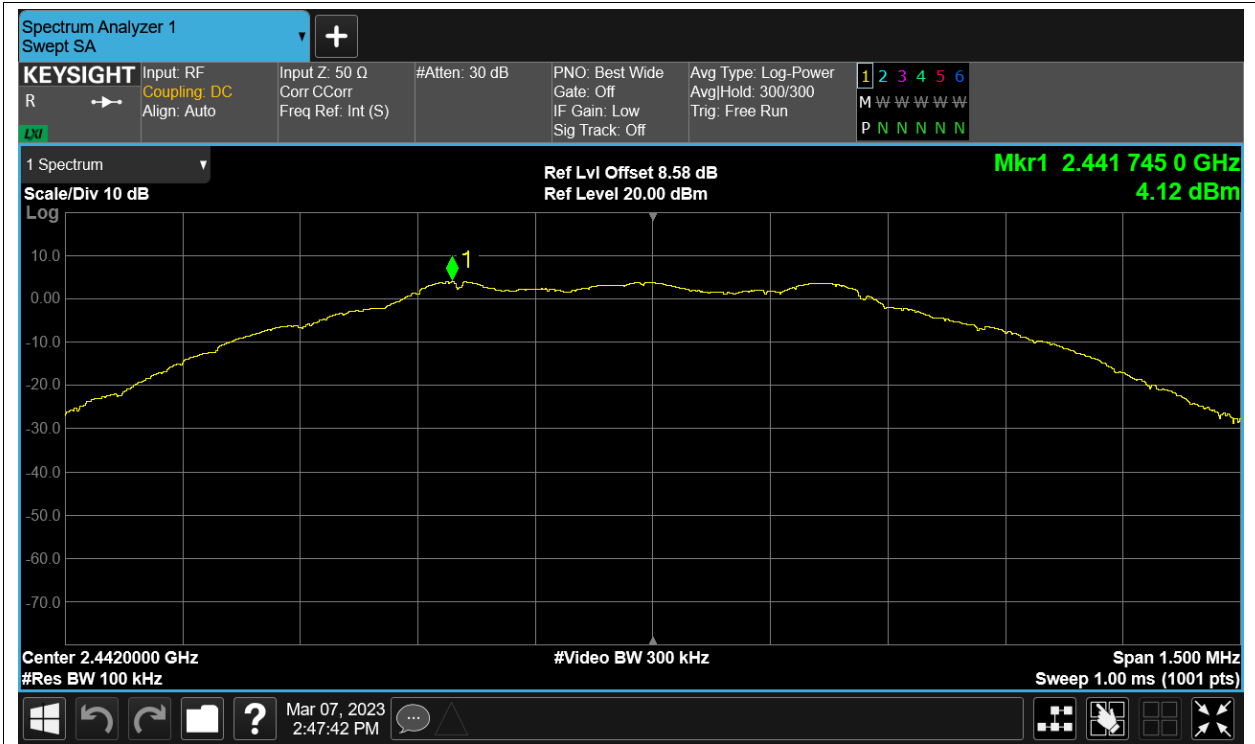 Spectrum Analyzer 1
Swept SA
+
KEYSIGHT
R
LXI
Input: RF
Coupling: DC
Align: Auto
Input Z: 50 Ω
Corr CCorr
Freq Ref: Int (S)
#Atten: 30 dB
PNO: Best Wide
Gate: Off
IF Gain: Low
Sig Track: Off
Avg Type: Log-Power
Avg|Hold: 300/300
Trig: Free Run
1 2 3 4 5 6
M W W W W W
P N N N N N
1 Spectrum
Scale/Div 10 dB
Log
Ref Lvl Offset 8.58 dB
Ref Level 20.00 dBm
Mkr1 2.441 745 0 GHz
4.12 dBm
1
10.0
0.00
-10.0
-20.0
-30.0
-40.0
-50.0
-60.0
-70.0
Center 2.4420000 GHz
#Res BW 100 kHz
#Video BW 300 kHz
Span 1.500 MHz
Sweep 1.00 ms (1001 pts)
?
Mar 07, 2023
2:47:42 PM